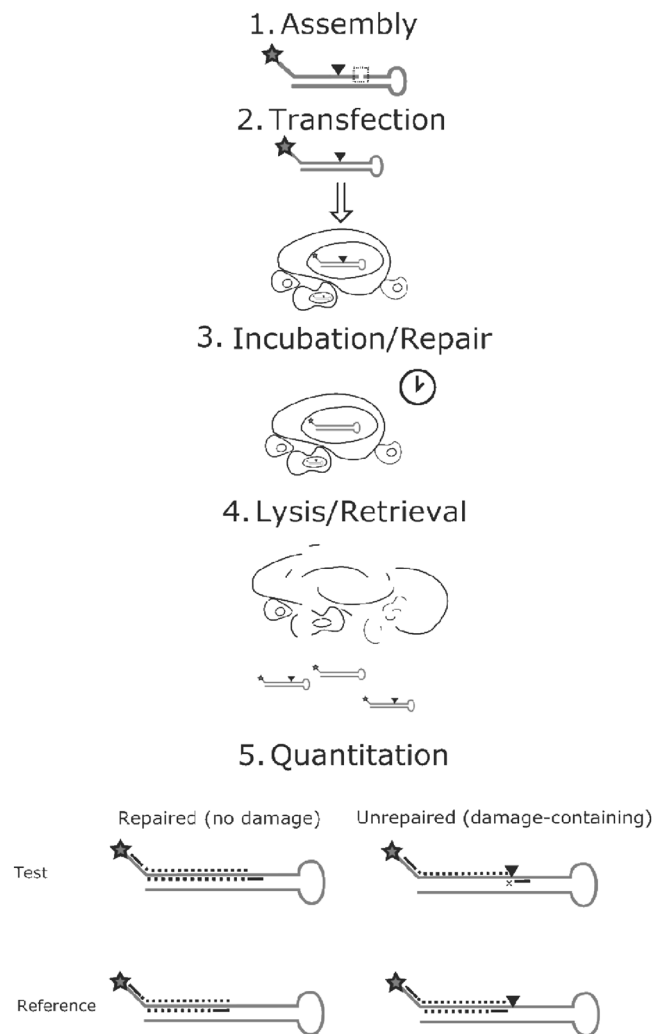 1. Assembly
2. Transfection
3. Incubation/Repair
4. Lysis/Retrieval
5. Quantitation
Repaired (no damage) Unrepaired (damage-containing)
Test
Reference